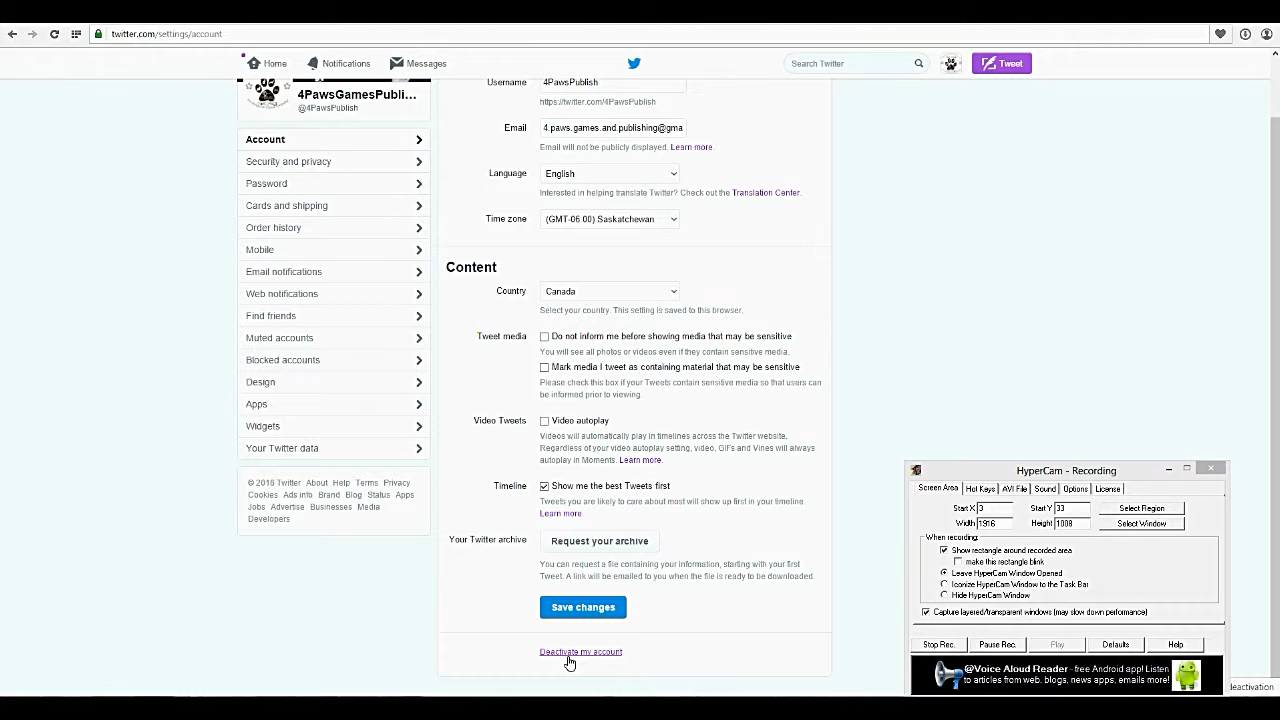 twitter.com/settings/account
Home
Notifications
Messages
Search Twitter
Tweet
4PawsGamesPubli...
@4PawsPublish
Account
Security and privacy
Password
Cards and shipping
Order history
Mobile
Email notifications
Web notifications
Find friends
Muted accounts
Blocked accounts
Design
Apps
Widgets
Your Twitter data
© 2016 Twitter About Help Terms Privacy
Cookies Ads info Brand Blog Status Apps
Jobs Advertise Businesses Media
Developers
Username 4PawsPublish
https://twitter.com/4PawsPublish
Email 4.paws.games.and.publishing@gma
Email will not be publicly displayed. Learn more.
Language English
Interested in helping translate Twitter? Check out the Translation Center.
Time zone (GMT-06:00) Saskatchewan
Content
Country Canada
Select your country. This setting is saved to this browser.
Tweet media Do not inform me before showing media that may be sensitive
You will see all photos or videos even if they contain sensitive media.
Mark media I tweet as containing material that may be sensitive
Please check this box if your Tweets contain sensitive media so that users can
be informed prior to viewing.
Video Tweets Video autoplay
Videos will automatically play in timelines across the Twitter website.
Regardless of your video autoplay setting, video, GIFs and Vines will always
autoplay in Moments. Learn more.
Timeline Show me the best Tweets first
Tweets you are likely to care about most will show up first in your timeline.
Learn more.
Your Twitter archive Request your archive
You can request a file containing your information, starting with your first
Tweet. A link will be emailed to you when the file is ready to be downloaded.
Save changes
Deactivate my account
HyperCam - Recording
Screen Area Hot Keys AVI File Sound Options License
Start X 3 Start Y 33 Select Region
Width 1916 Height 1008 Select Window
When recording:
Show rectangle around recorded area
make this rectangle blink
Leave HyperCam Window Opened
Iconize HyperCam Window to the Task Bar
Hide HyperCam Window
Capture layered/transparent windows (may slow down performance)
Stop Rec. Pause Rec. Play Defaults Help
@Voice Aloud Reader - free Android app! Listen
to articles from web, blogs, news apps, emails more!
deactivation